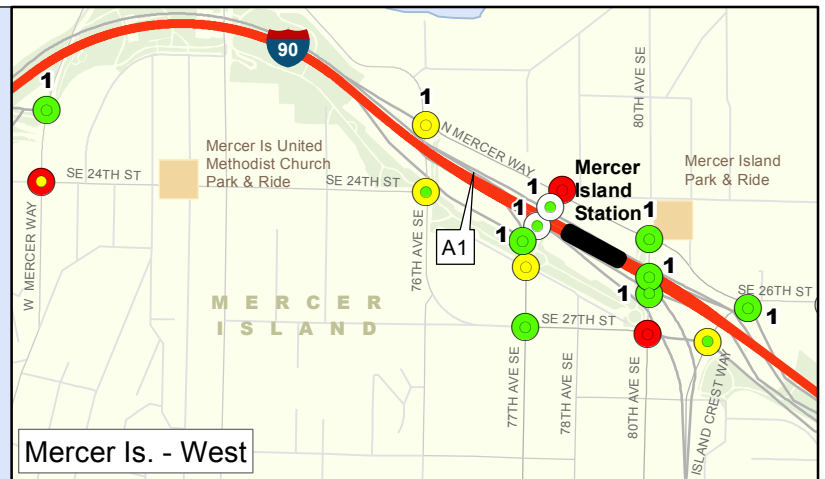 90
80TH AVE SE
1
1
N MERCER WAY
Mercer Is United
Methodist Church
Park & Ride
Mercer
Island
Station
Mercer Island
Park & Ride
SE 24TH ST
SE 24TH ST
1
1
1
A1
W MERCER WAY
76TH AVE SE
1
1
SE 26TH ST
1
MERCER
ISLAND
SE 27TH ST
77TH AVE SE
78TH AVE SE
80TH AVE SE
ISLAND CREST WAY
Mercer Is. - West